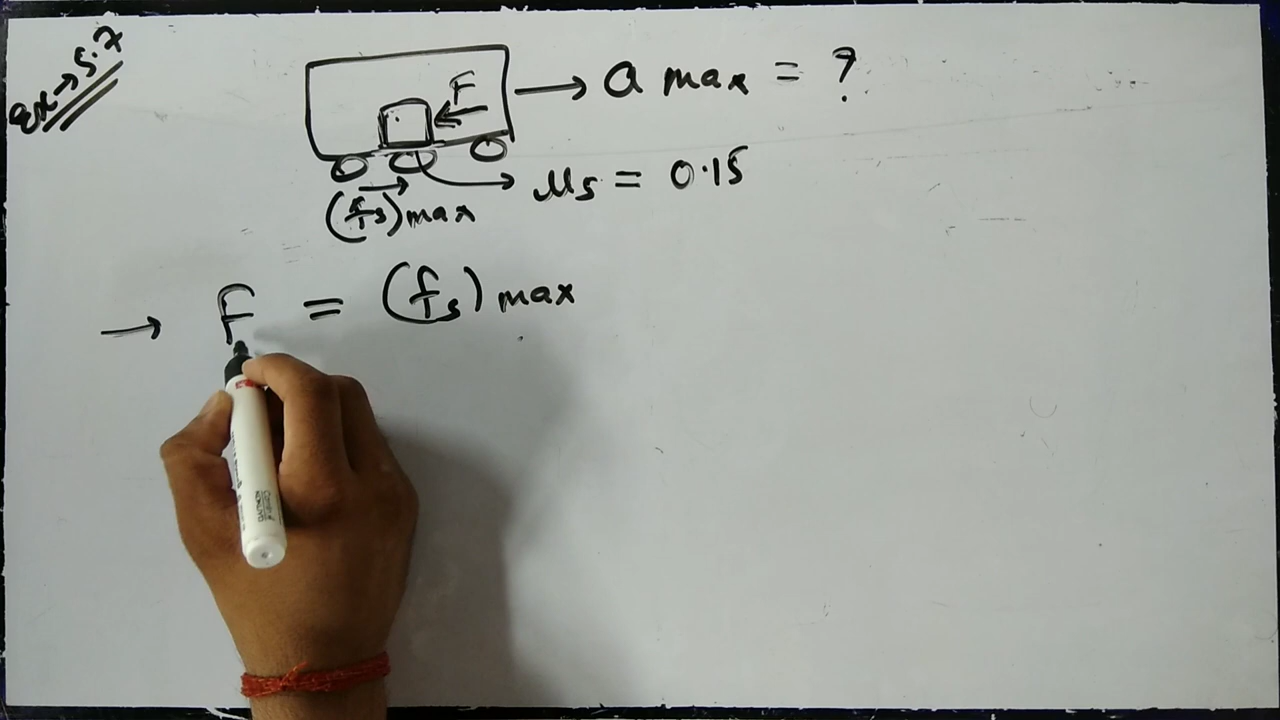 Ex → 5.7
F → a max = ?
μs = 0.15
(fs) max
→ F = (fs) max